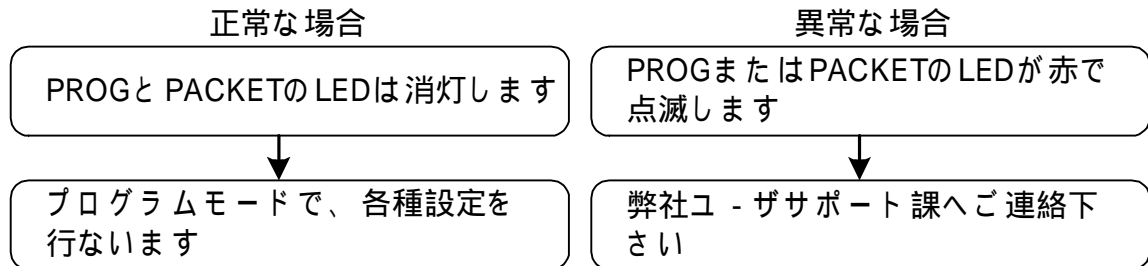 正常な場合
PROGとPACKETのLEDは消灯します
プログラムモードで、各種設定を
行ないます
異常な場合
PROGまたはPACKETのLEDが赤で
点滅します
弊社ユ-ザサポート課へご連絡下
さい